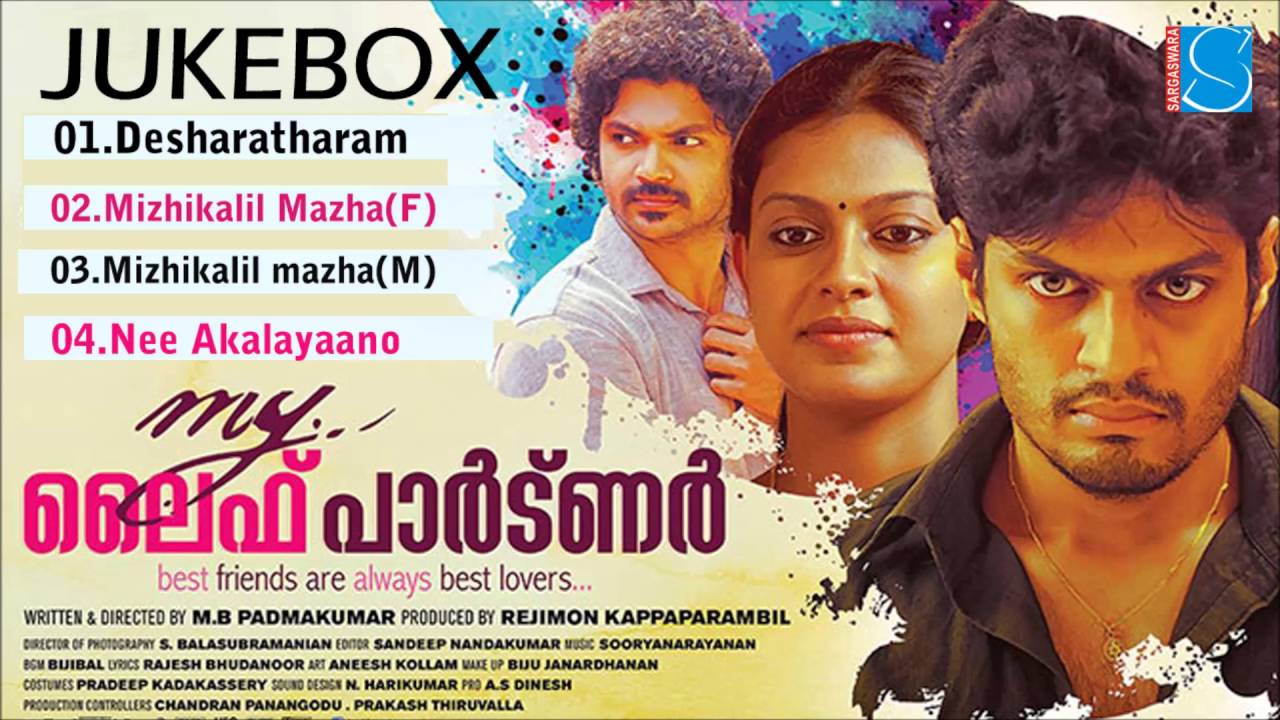 JUKEBOX
01.Desharatharam
02.Mizhikalil Mazha(F)
03.Mizhikalil mazha(M)
04.Nee Akalayaano
SARGASWARA
S
my...
ലൈഫ് പാർട്ണർ
best friends are always best lovers...
WRITTEN & DIRECTED BY M.B PADMAKUMAR PRODUCED BY REJIMON KAPPAPARAMBIL
DIRECTOR OF PHOTOGRAPHY S. BALASUBRAMANIAN EDITOR SANDEEP NANDAKUMAR MUSIC SOORYANARAYANAN
BGM BIJIBAL LYRICS RAJESH BHUDANOOR ART ANEESH KOLLAM MAKE UP BIJU JANARDHANAN
COSTUMES PRADEEP KADAKASSERY SOUND DESIGN N. HARIKUMAR PRO A.S DINESH
PRODUCTION CONTROLLERS CHANDRAN PANANGODU . PRAKASH THIRUVALLA